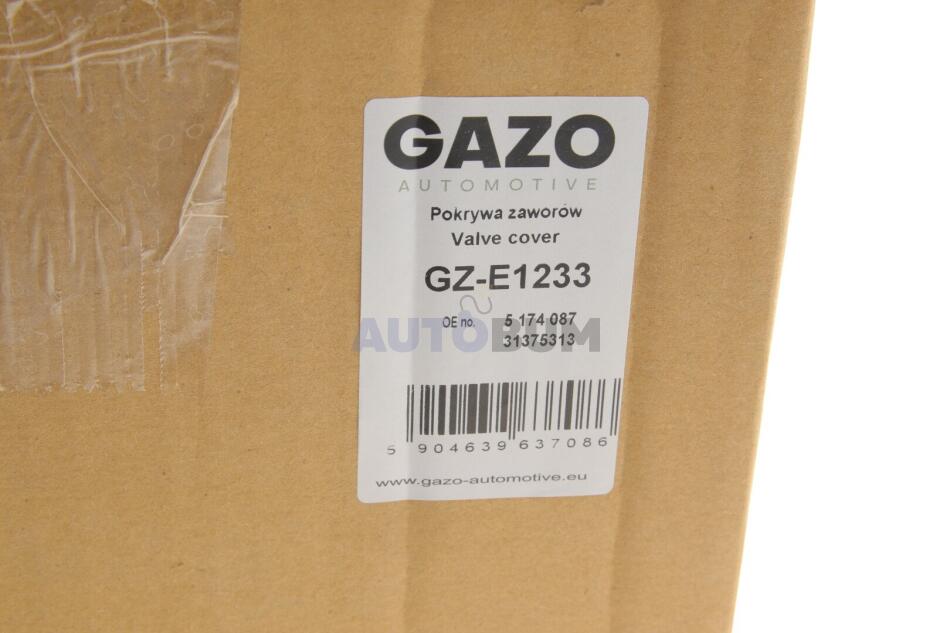 GAZO
AUTOMOTIVE
Pokrywa zaworów
Valve cover
GZ-E1233
OE no. 5 174 087
31375313
AUTOBUM
5 904639 637086
www.gazo-automotive.eu